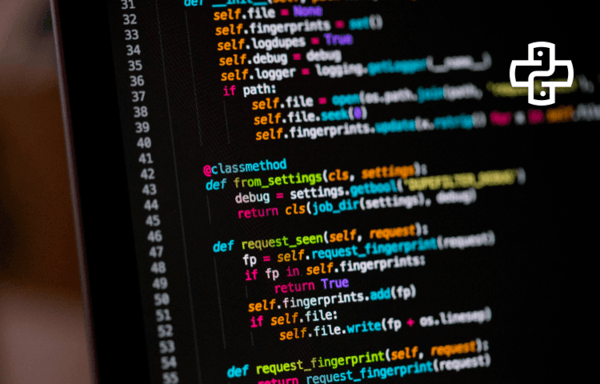 31 def __init__(self,
32 self.file = None
33 self.fingerprints = set()
34 self.logdupes = True
35 self.debug = debug
36 self.logger = logging.getLogger(__name__)
37 if path:
38 self.file = open(os.path.join(path,
39 self.file.seek(0)
40 self.fingerprints.update(x.rstrip() for x in self.file
41
42 @classmethod
43 def from_settings(cls, settings):
44 debug = settings.getbool('DUPEFILTER_DEBUG')
45 return cls(job_dir(settings), debug)
46
47 def request_seen(self, request):
48 fp = self.request_fingerprint(request)
49 if fp in self.fingerprints:
50 return True
51 self.fingerprints.add(fp)
52 if self.file:
53 self.file.write(fp + os.linesep)
54
55 def request_fingerprint(self, request):
return request_fingerprint(request)